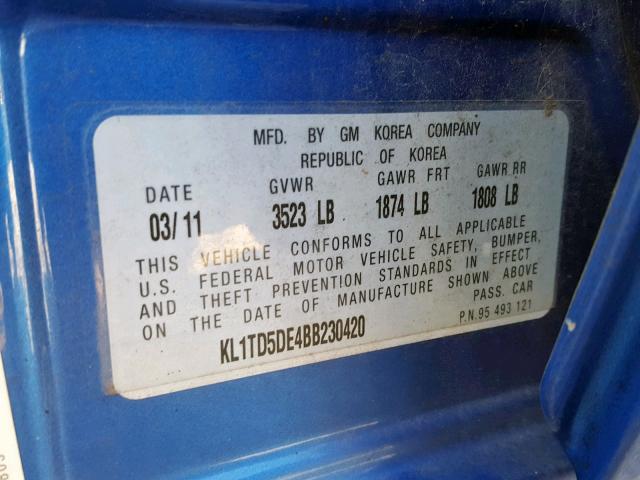 MFD. BY GM KOREA COMPANY
REPUBLIC OF KOREA
DATE GVWR GAWR FRT GAWR RR
03/11 3523 LB 1874 LB 1808 LB
THIS VEHICLE CONFORMS TO ALL APPLICABLE
U.S. FEDERAL MOTOR VEHICLE SAFETY, BUMPER,
AND THEFT PREVENTION STANDARDS IN EFFECT
ON THE DATE OF MANUFACTURE SHOWN ABOVE
PASS. CAR
KL1TD5DE4BB230420 P.N.95 493 121